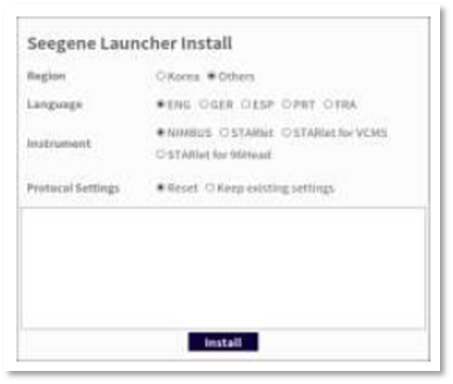 Seegene Launcher Install
Region Korea Others
Language ENG GER ESP PRT FRA
Instrument NIMBUS STARlet STARlet for VCMS
STARlet for 96Head
Protocal Settings Reset Keep existing settings
Install